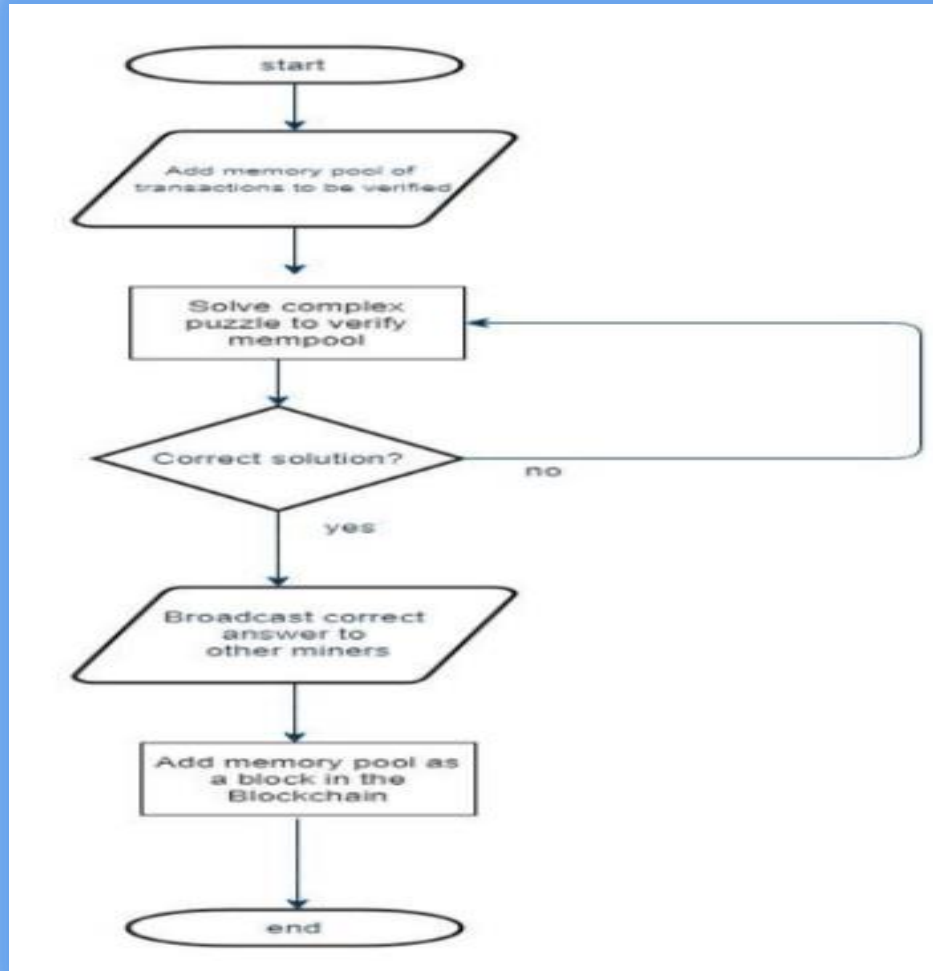 start
Add memory pool of
transactions to be verified
Solve complex
puzzle to verify
mempool
Correct solution?
no
yes
Broadcast correct
answer to
other miners
Add memory pool as
a block in the
Blockchain
end